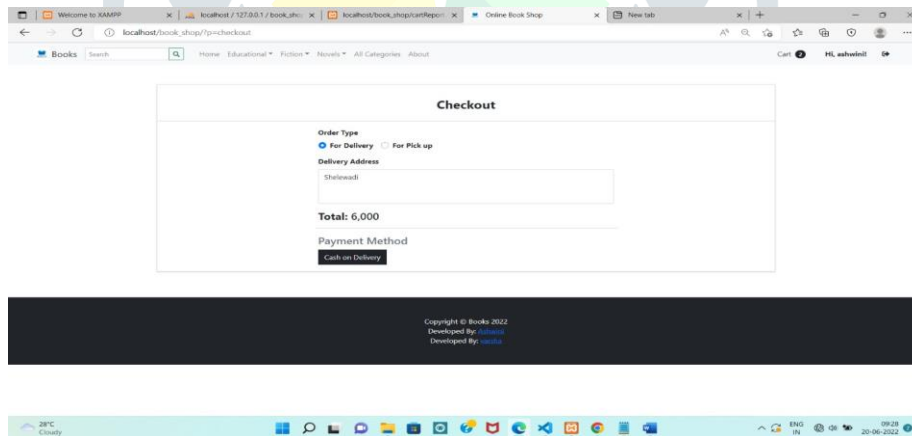 Welcome to XAMPP
localhost / 127.0.0.1 / book_sho
localhost/book_shop/cartReport
Online Book Shop
New tab
localhost/book_shop/?p=checkout
Books Search Home Educational Fiction Novels All Categories About Cart 2 Hi, ashwini!
Checkout
Order Type
For Delivery For Pick up
Delivery Address
Shelewadi
Total: 6,000
Payment Method
Cash on Delivery
Copyright © Books 2022
Developed By: Ashwini
Developed By:
28°C
Cloudy
ENG
IN
09:28
20-06-2022